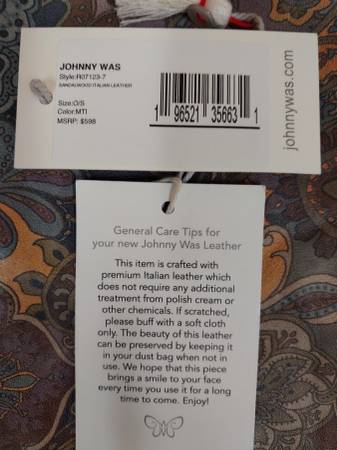 JOHNNY WAS
Style:R07123-7
SANDALWOOD ITALIAN LEATHER
Size:O/S
Color:MTI
MSRP: $598
1 96521 35663 1
johnnywas.com
General Care Tips for
your new Johnny Was Leather
This item is crafted with
premium Italian leather which
does not require any additional
treatment from polish cream or
other chemicals. If scratched,
please buff with a soft cloth
only. The beauty of this leather
can be preserved by keeping it
in your dust bag when not in
use. We hope that this piece
brings a smile to your face
every time you use it for a long
time to come. Enjoy!